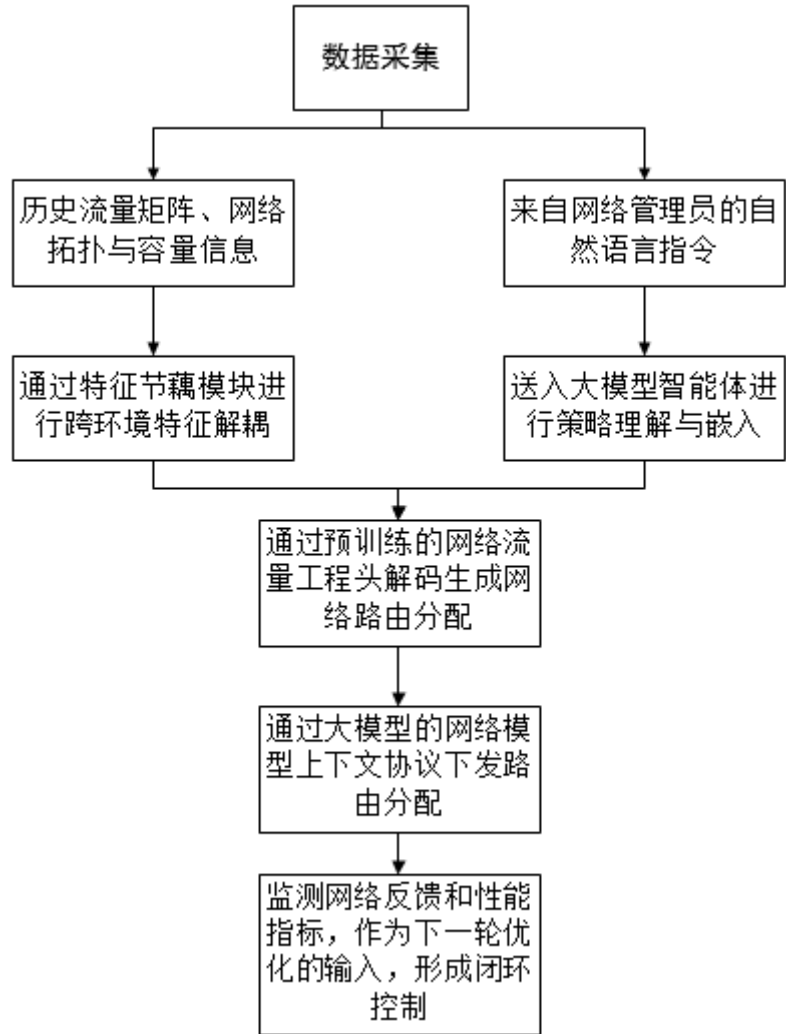 数据采集
历史流量矩阵、网络
拓扑与容量信息
来自网络管理员的自
然语言指令
通过特征节藕模块进
行跨环境特征解耦
送入大模型智能体进
行策略理解与嵌入
通过预训练的网络流
量工程头解码生成网
络路由分配
通过大模型的网络模
型上下文协议下发路
由分配
监测网络反馈和性能
指标，作为下一轮优
化的输入，形成闭环
控制